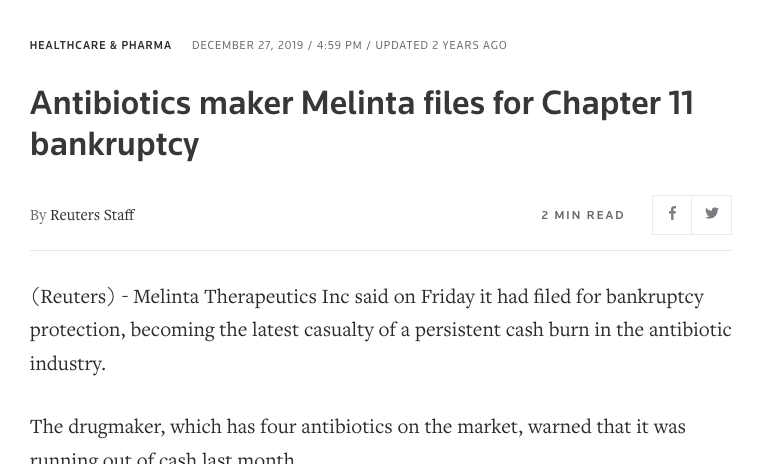 HEALTHCARE & PHARMA DECEMBER 27, 2019 / 4:59 PM / UPDATED 2 YEARS AGO
Antibiotics maker Melinta files for Chapter 11
bankruptcy
By Reuters Staff 2 MIN READ
(Reuters) - Melinta Therapeutics Inc said on Friday it had filed for bankruptcy
protection, becoming the latest casualty of a persistent cash burn in the antibiotic
industry.
The drugmaker, which has four antibiotics on the market, warned that it was
running out of cash last month.